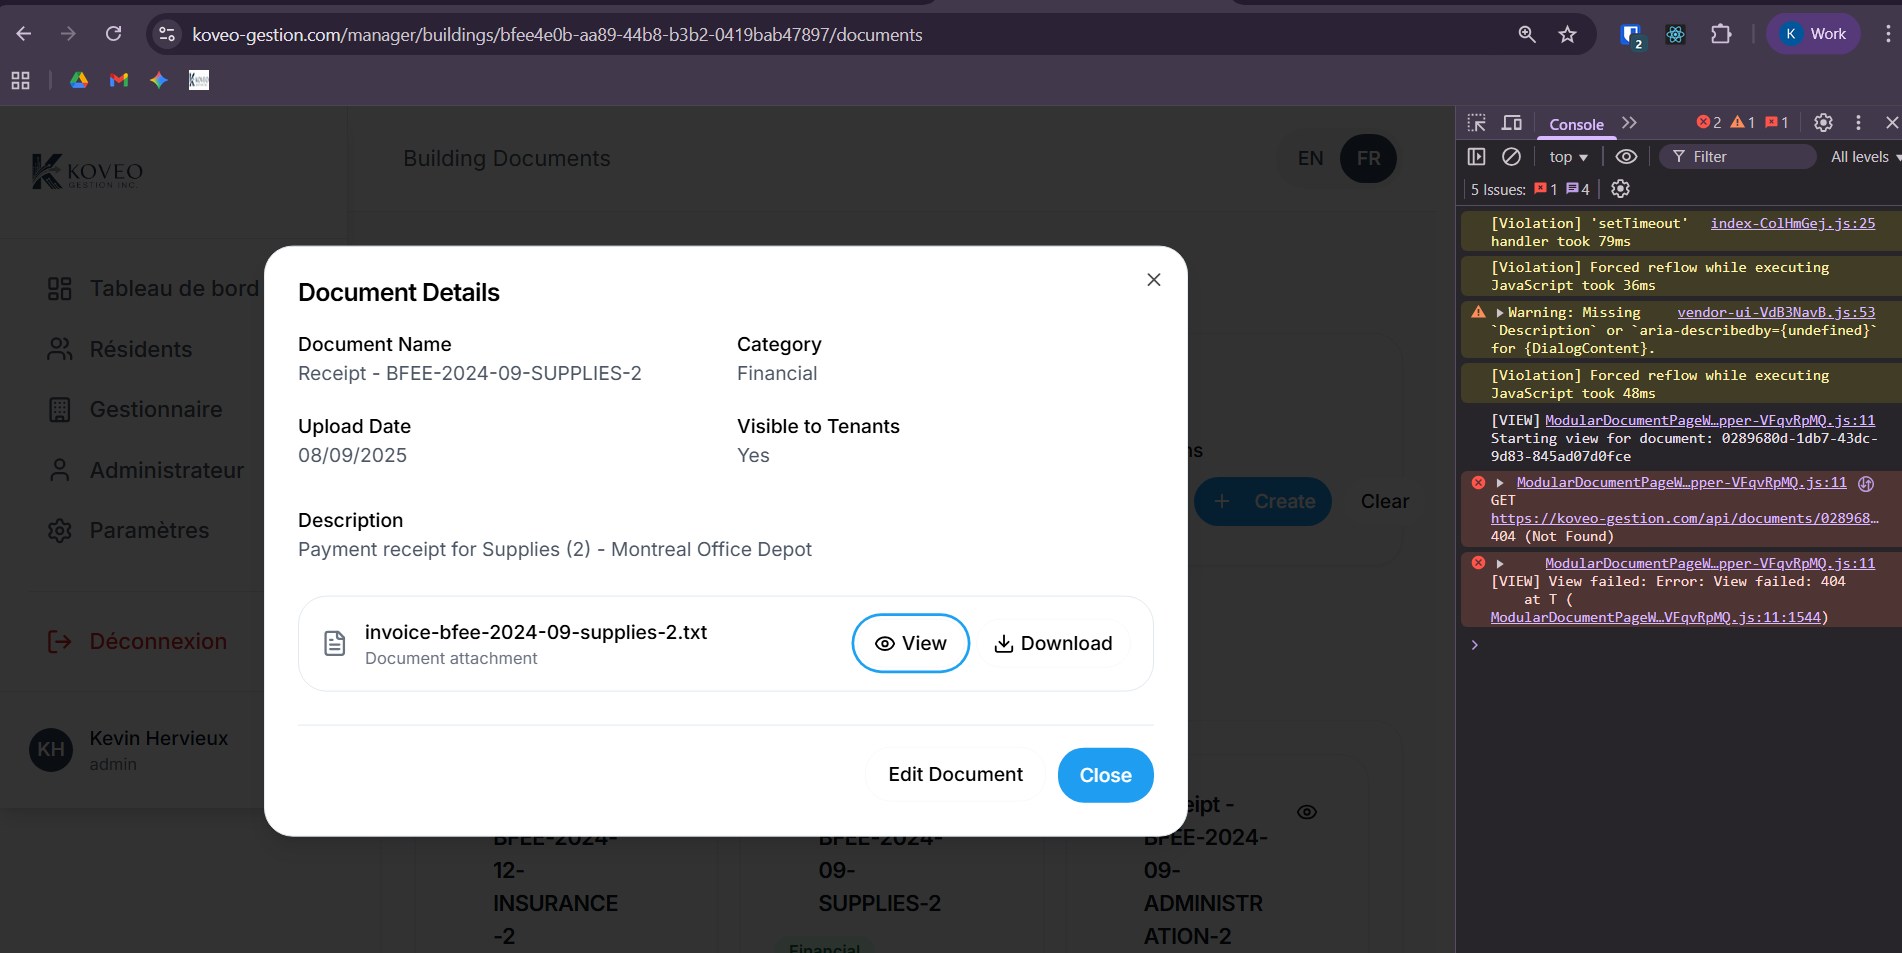 koveo-gestion.com/manager/buildings/bfee4e0b-aa89-44b8-b3b2-0419bab47897/documents
2
K
Work
KOVEO
GESTION INC.
Building Documents
EN
FR
Tableau de bord
Résidents
Gestionnaire
Administrateur
Paramètres
Déconnexion
KH
Kevin Hervieux
admin
Create
Clear
Document Details
Document Name
Receipt - BFEE-2024-09-SUPPLIES-2
Category
Financial
Upload Date
08/09/2025
Visible to Tenants
Yes
Description
Payment receipt for Supplies (2) - Montreal Office Depot
invoice-bfee-2024-09-supplies-2.txt
Document attachment
View
Download
Edit Document
Close
BFEE-2024-
12-
INSURANCE
-2
BFEE-2024-
09-
SUPPLIES-2
Financial
eipt -
BFEE-2024-
09-
ADMINISTR
ATION-2
Console
2
1
1
top
Filter
All levels
5 Issues:
1
4
[Violation] 'setTimeout' index-ColHmGej.js:25
handler took 79ms
[Violation] Forced reflow while executing
JavaScript took 36ms
Warning: Missing vendor-ui-VdB3NavB.js:53
`Description` or `aria-describedby={undefined}`
for {DialogContent}.
[Violation] Forced reflow while executing
JavaScript took 48ms
[VIEW] ModularDocumentPageW…pper-VFqvRpMQ.js:11
Starting view for document: 0289680d-1db7-43dc-
9d83-845ad07d0fce
ModularDocumentPageW…pper-VFqvRpMQ.js:11
GET
https://koveo-gestion.com/api/documents/028968…
404 (Not Found)
ModularDocumentPageW…pper-VFqvRpMQ.js:11
[VIEW] View failed: Error: View failed: 404
at T (
ModularDocumentPageW…VFqvRpMQ.js:11:1544)